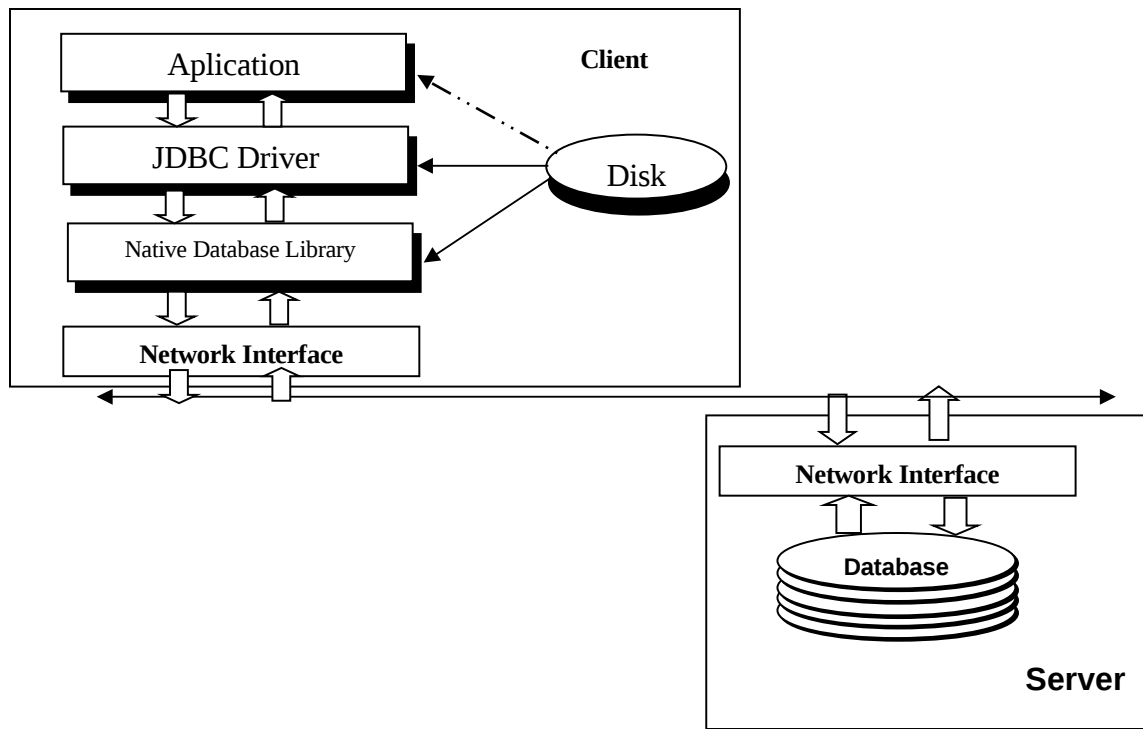 Aplication
Client
JDBC Driver
Disk
Native Database Library
Network Interface
Network Interface
Database
Server